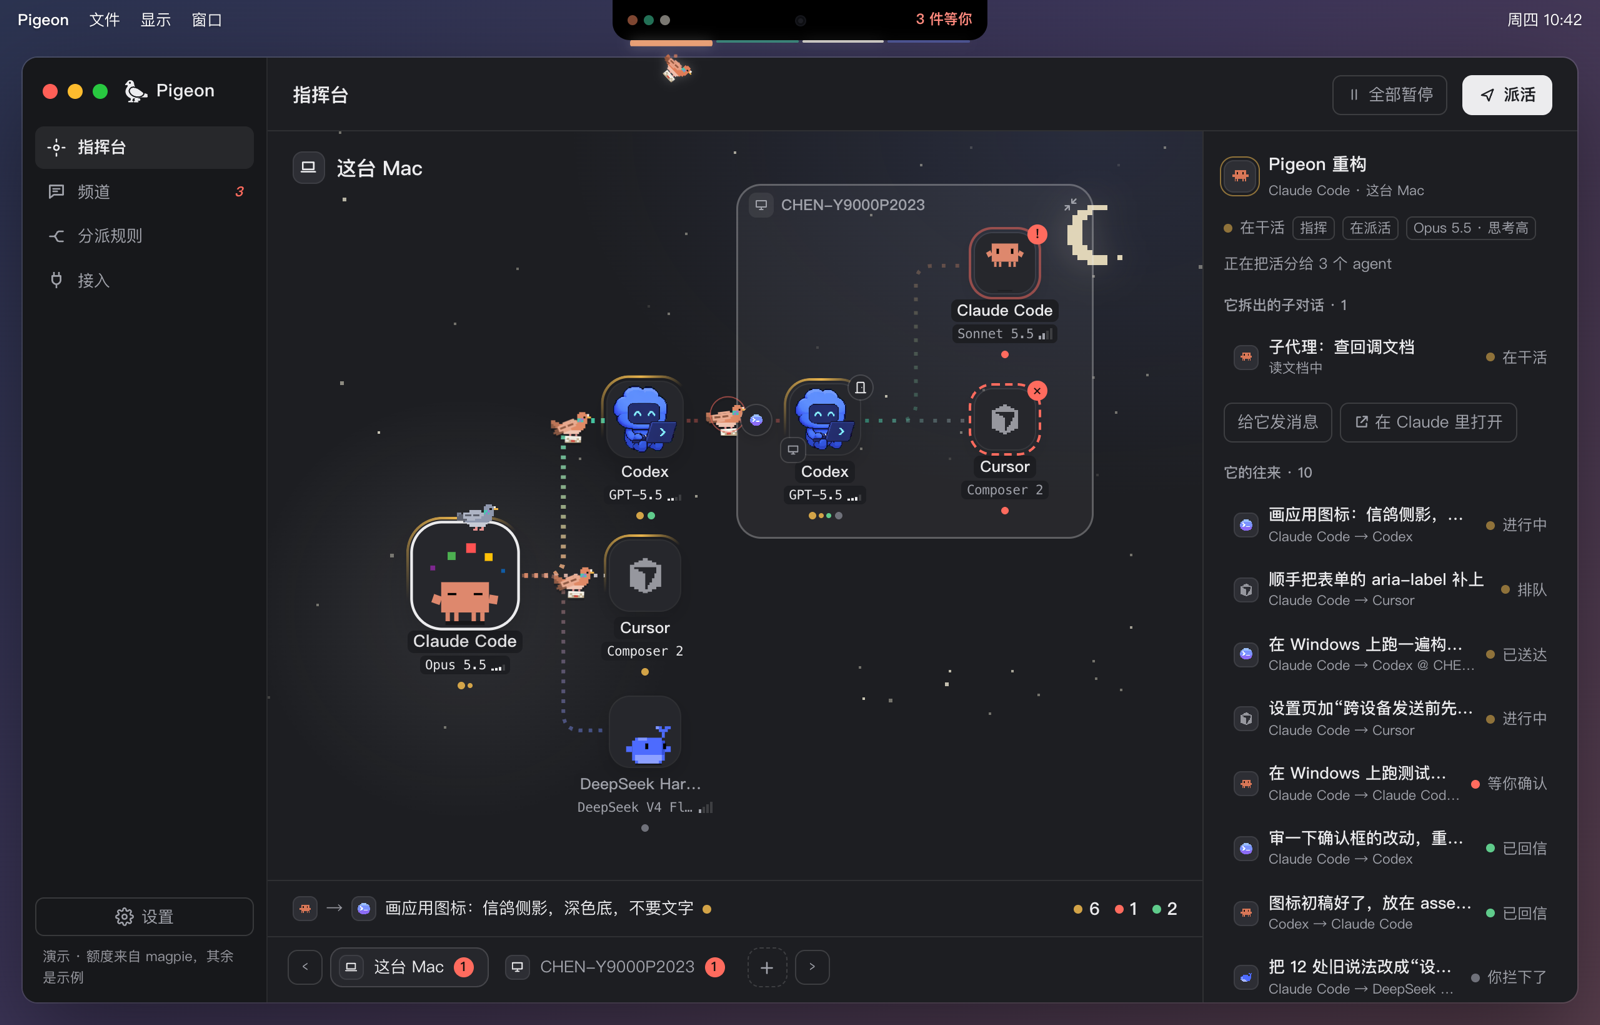 Pigeon 文件 显示 窗口
3 件等你
周四 10:42
Pigeon
指挥台
频道 3
分派规则
接入
设置
演示 · 额度来自 magpie，其余
是示例
指挥台
全部暂停
派活
这台 Mac
CHEN-Y9000P2023
Claude Code
Sonnet 5.5
Codex
GPT-5.5
Codex
GPT-5.5
Cursor
Composer 2
Claude Code
Opus 5.5
Cursor
Composer 2
DeepSeek Har…
DeepSeek V4 Fl…
画应用图标：信鸽侧影，深色底，不要文字
6 1 2
这台 Mac 1
CHEN-Y9000P2023 1
Pigeon 重构
Claude Code · 这台 Mac
在干活 指挥 在派活 Opus 5.5 · 思考高
正在把活分给 3 个 agent
它拆出的子对话 · 1
子代理：查回调文档
读文档中
在干活
给它发消息
在 Claude 里打开
它的往来 · 10
画应用图标：信鸽侧影，…
Claude Code → Codex
进行中
顺手把表单的 aria-label 补上
Claude Code → Cursor
排队
在 Windows 上跑一遍构…
Claude Code → Codex @ CHE…
已送达
设置页加“跨设备发送前先…
Claude Code → Cursor
进行中
在 Windows 上跑测试…
Claude Code → Claude Cod…
等你确认
审一下确认框的改动，重…
Claude Code → Codex
已回信
图标初稿好了，放在 asse…
Codex → Claude Code
已回信
把 12 处旧说法改成“设…
Claude Code → DeepSeek …
你拦下了